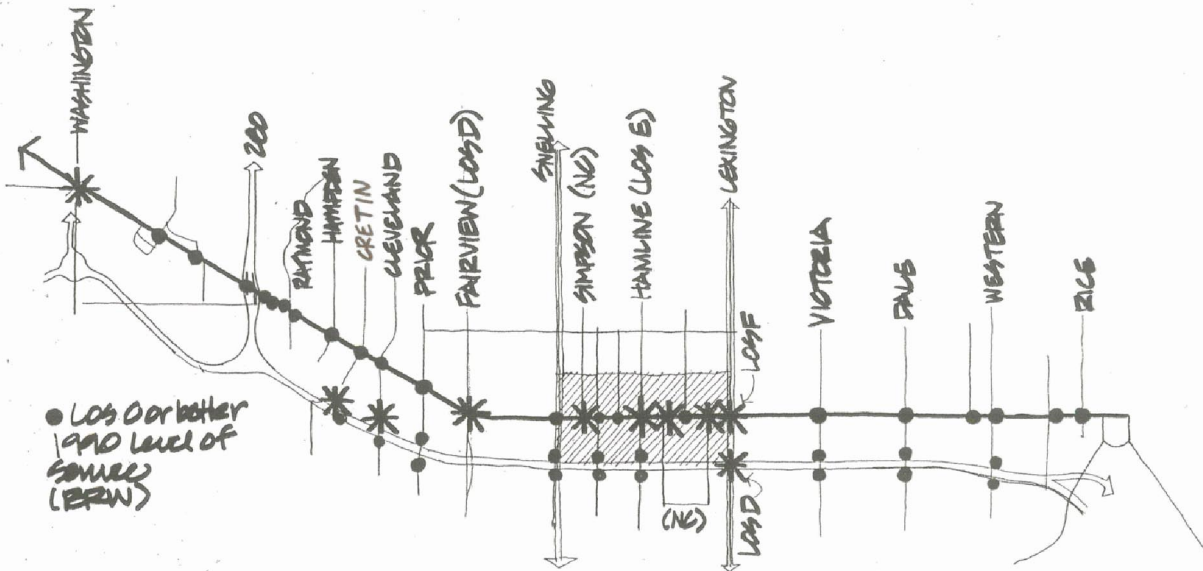 WASHINGTON
280
RAYMOND
HAMPDEN
CRETIN
CLEVELAND
PRIOR
FAIRVIEW (LOS D)
SNELLING
SIMPSON (NC)
HAMLINE (LOS E)
LEXINGTON
LOS F
VICTORIA
DALE
WESTERN
RICE
LOS D or better
1990 Level of
Service
(BRW)
(NC)
LOS D